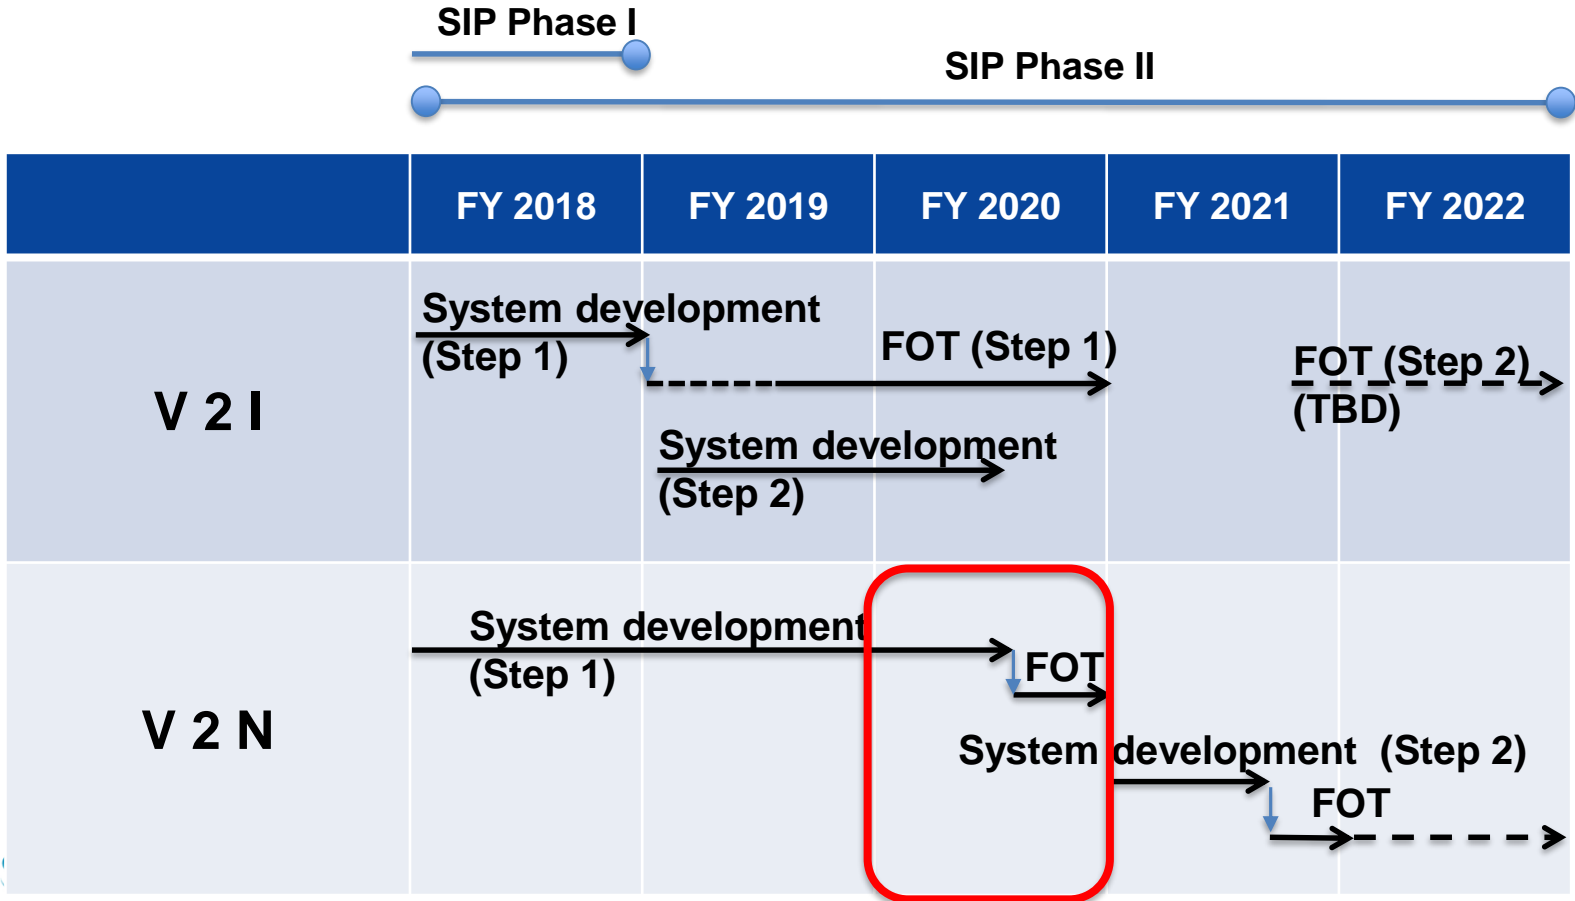 SIP Phase I
SIP Phase II
FY 2018
FY 2019
FY 2020
FY 2021
FY 2022
V 2 I
System development
(Step 1)
FOT (Step 1)
FOT (Step 2)
(TBD)
System development
(Step 2)
V 2 N
System development
(Step 1)
FOT
System development (Step 2)
FOT